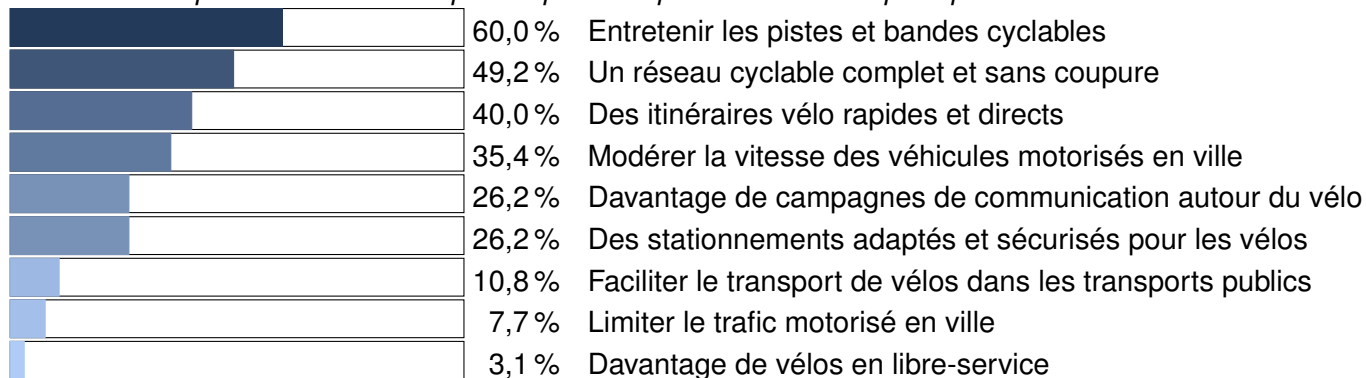 60,0 % Entretenir les pistes et bandes cyclables
49,2 % Un réseau cyclable complet et sans coupure
40,0 % Des itinéraires vélo rapides et directs
35,4 % Modérer la vitesse des véhicules motorisés en ville
26,2 % Davantage de campagnes de communication autour du vélo
26,2 % Des stationnements adaptés et sécurisés pour les vélos
10,8 % Faciliter le transport de vélos dans les transports publics
7,7 % Limiter le trafic motorisé en ville
3,1 % Davantage de vélos en libre-service